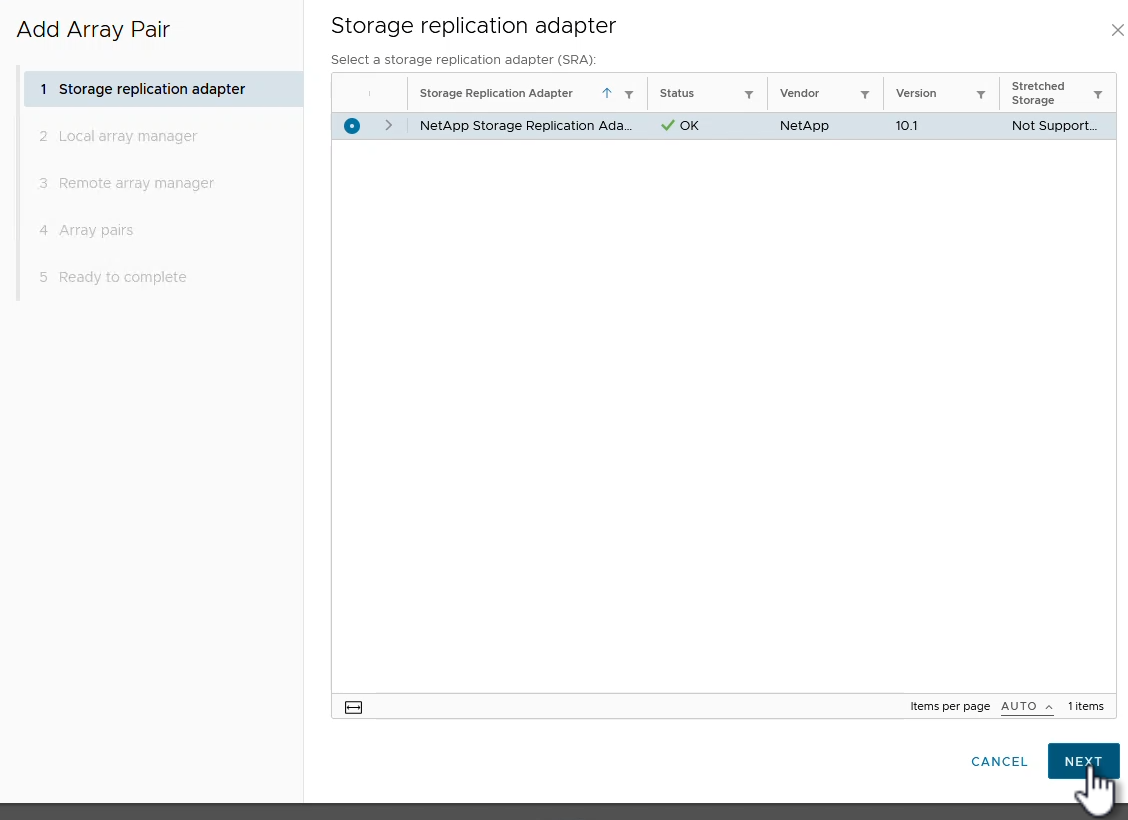 Add Array Pair
1 Storage replication adapter
2 Local array manager
3 Remote array manager
4 Array pairs
5 Ready to complete
Storage replication adapter
Select a storage replication adapter (SRA):
Storage Replication Adapter Status Vendor Version Stretched Storage
NetApp Storage Replication Ada... OK NetApp 10.1 Not Support...
Items per page AUTO 1 items
CANCEL NEXT